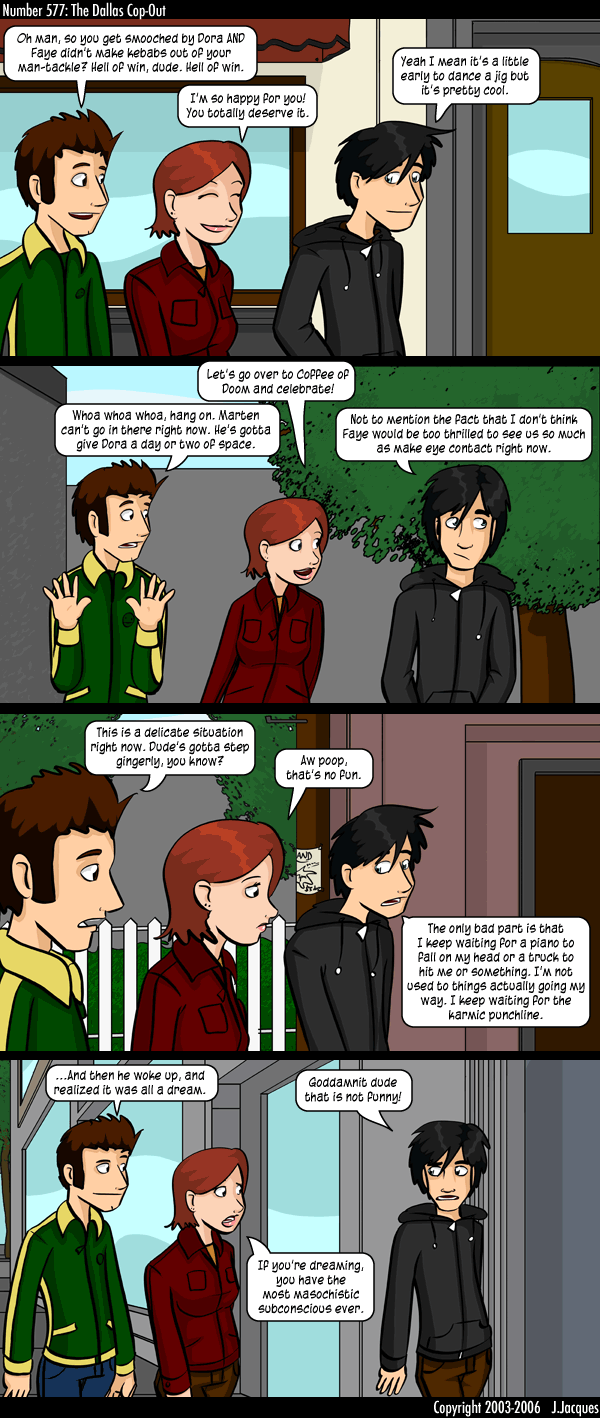 Number 577: The Dallas Cop-Out
Oh man, so you get smooched by Dora AND
Faye didn't make kebabs out of your
man-tackle? Hell of win, dude. Hell of win.
I'm so happy for you!
You totally deserve it.
Yeah I mean it's a little
early to dance a jig but
it's pretty cool.
Let's go over to Coffee of
Doom and celebrate!
Whoa whoa whoa, hang on. Marten
can't go in there right now. He's gotta
give Dora a day or two of space.
Not to mention the fact that I don't think
Faye would be too thrilled to see us so much
as make eye contact right now.
This is a delicate situation
right now. Dude's gotta step
gingerly, you know?
Aw poop,
that's no fun.
AND
The only bad part is that
I keep waiting for a piano to
fall on my head or a truck to
hit me or something. I'm not
used to things actually going my
way. I keep waiting for the
karmic punchline.
...And then he woke up, and
realized it was all a dream.
Goddamnit dude
that is not funny!
If you're dreaming,
you have the
most masochistic
subconscious ever.
Copyright 2003-2006 J.Jacques